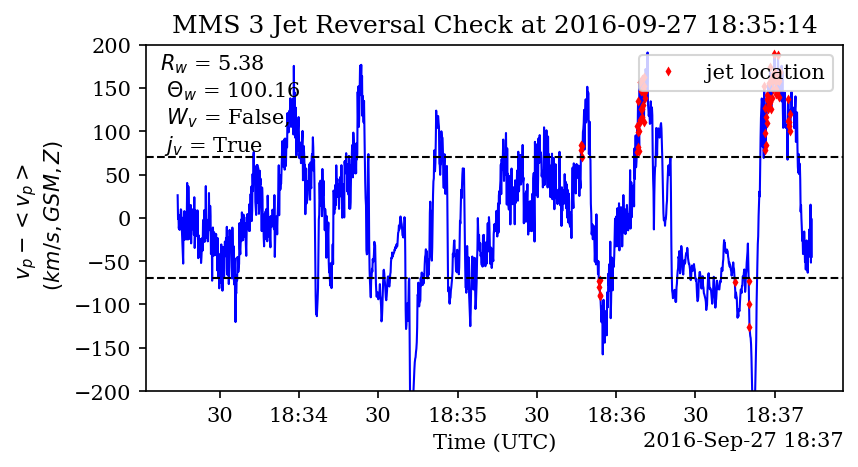 MMS 3 Jet Reversal Check at 2016-09-27 18:35:14
R_w = 5.38
Θ_w = 100.16
W_v = False,
j_v = True
jet location
200
150
100
50
0
−50
−100
−150
−200
v_p − < v_p >
(km/s, GSM, Z)
30 18:34 30 18:35 30 18:36 30 18:37
Time (UTC)
2016-Sep-27 18:37